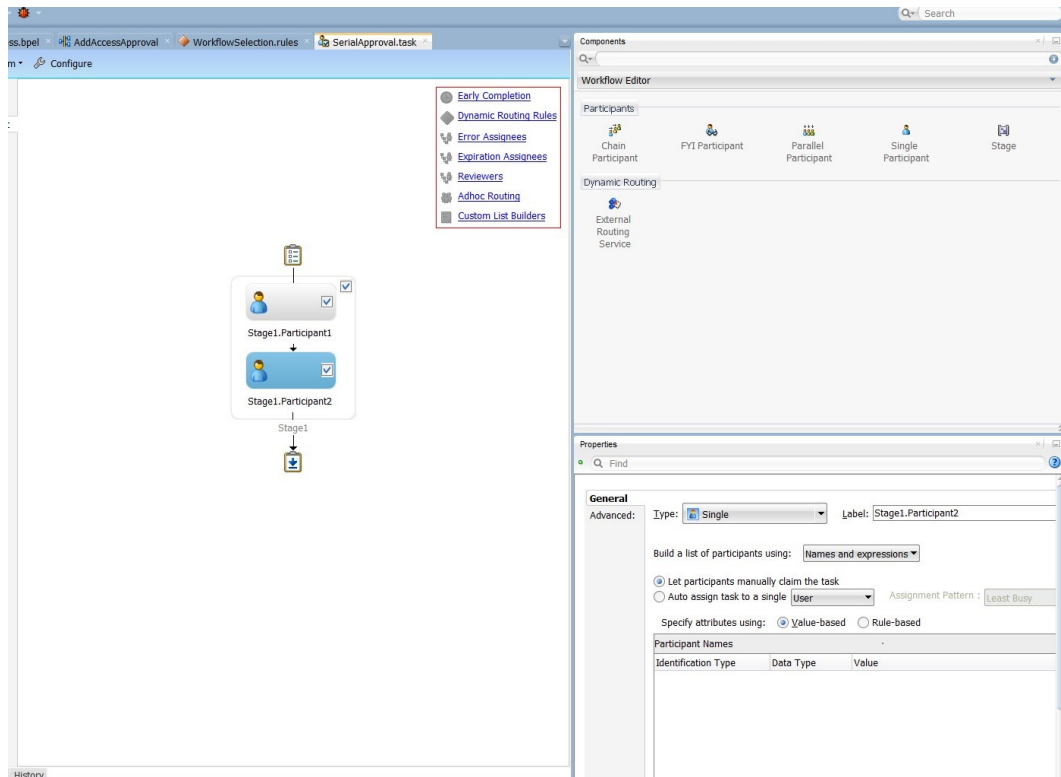 Search
ss.bpel
AddAccessApproval
WorkflowSelection.rules
SerialApproval.task
m
Configure
Early Completion
Dynamic Routing Rules
Error Assignees
Expiration Assignees
Reviewers
Adhoc Routing
Custom List Builders
Stage1.Participant1
Stage1.Participant2
Stage1
History
Components
Workflow Editor
Participants
Chain Participant
FYI Participant
Parallel Participant
Single Participant
Stage
Dynamic Routing
External Routing Service
Properties
Find
General
Advanced:
Type: Single Label: Stage1.Participant2
Build a list of participants using: Names and expressions
Let participants manually claim the task
Auto assign task to a single User Assignment Pattern : Least Busy
Specify attributes using: Value-based Rule-based
Participant Names
Identification Type Data Type Value